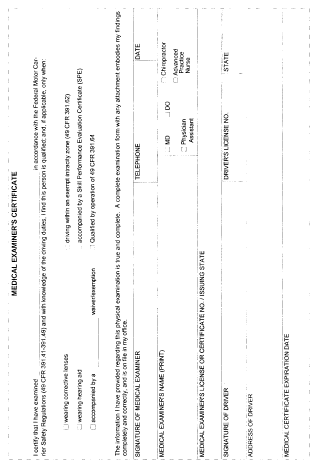 MEDICAL EXAMINER'S CERTIFICATE
I certify that I have examined in accordance with the Federal Motor Car-
rier Safety Regulations (49 CFR 391.41-391.49) and with knowledge of the driving duties, I find this person is qualified; and, if applicable, only when:
☐ wearing corrective lenses
driving within an exempt intracity zone (49 CFR 391.62)
☐ wearing hearing aid
accompanied by a Skill Performance Evaluation Certificate (SPE)
☐ accompanied by a waiver/exemption
☐ Qualified by operation of 49 CFR 391.64
The information I have provided regarding this physical examination is true and complete. A complete examination form with any attachment embodies my findings
completely and correctly, and is on file in my office.
SIGNATURE OF MEDICAL EXAMINER
TELEPHONE
DATE
MEDICAL EXAMINER'S NAME (PRINT)
☐ MD
☐ DO
☐ Chiropractor
☐ Physician
Assistant
☐ Advanced
Practice
Nurse
MEDICAL EXAMINER'S LICENSE OR CERTIFICATE NO. / ISSUING STATE
SIGNATURE OF DRIVER
DRIVER'S LICENSE NO.
STATE
ADDRESS OF DRIVER
MEDICAL CERTIFICATE EXPIRATION DATE